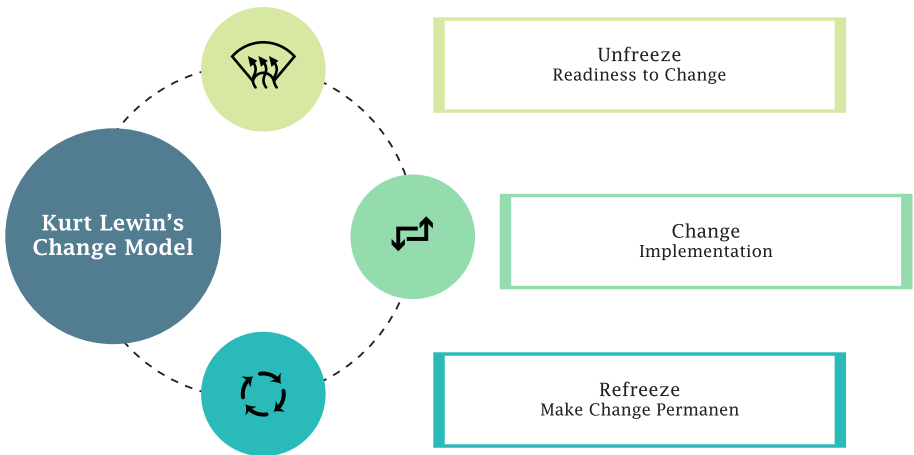 Kurt Lewin’s
Change Model
Unfreeze
Readiness to Change
Change
Implementation
Refreeze
Make Change Permanen